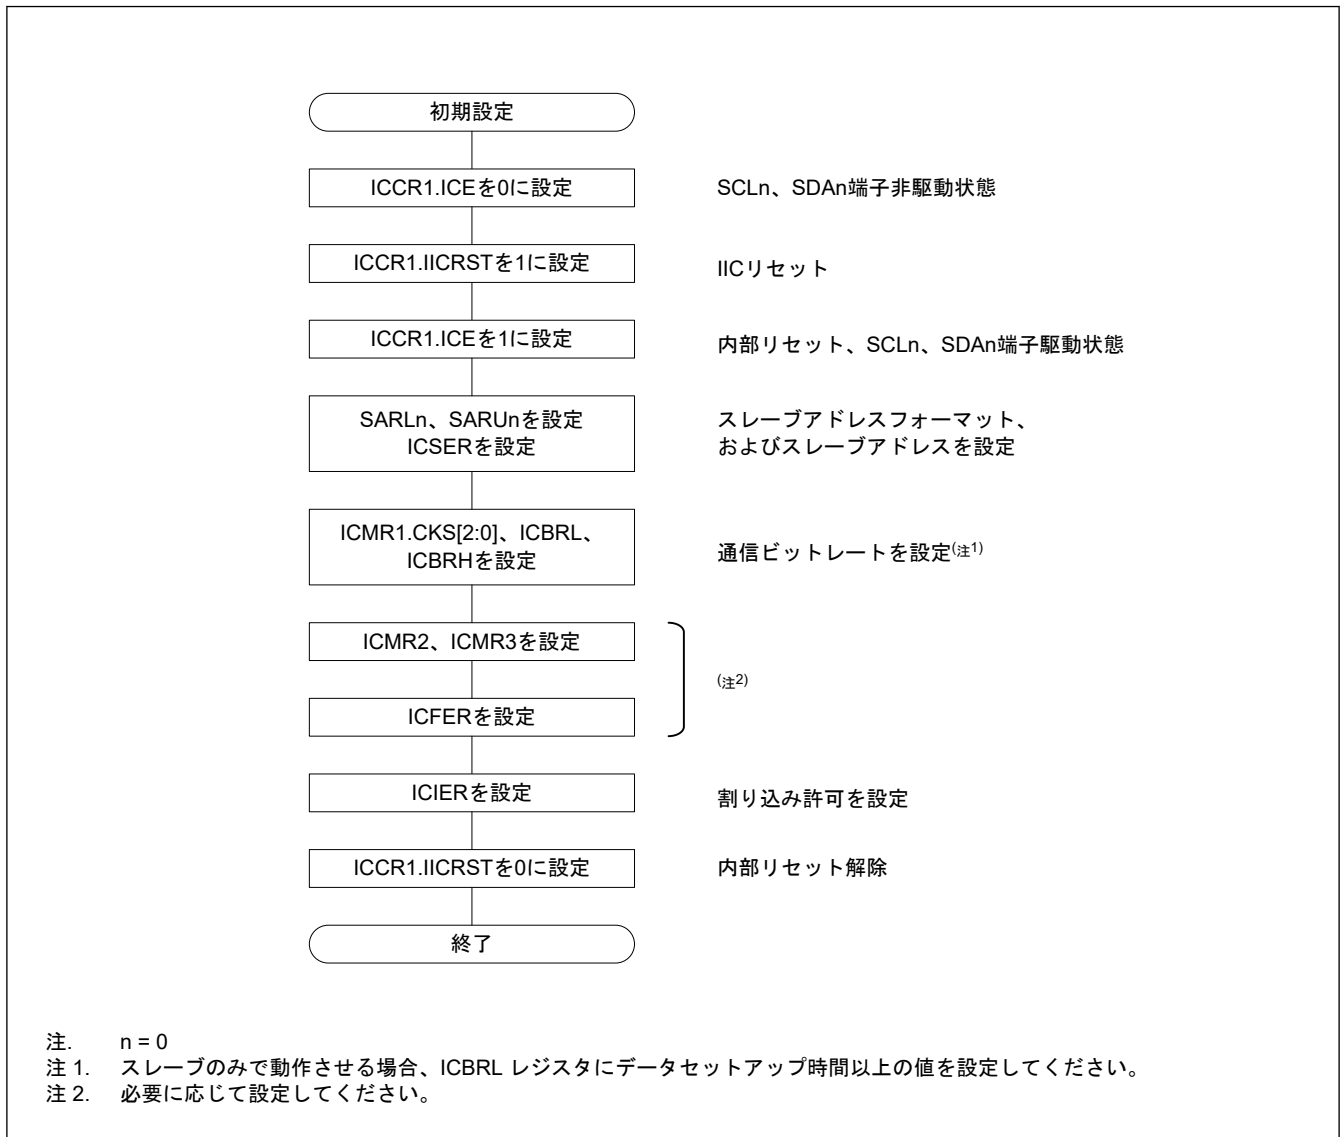 初期設定
ICCR1.ICEを0に設定
SCLn、SDAn端子非駆動状態
ICCR1.IICRSTを1に設定
IICリセット
ICCR1.ICEを1に設定
内部リセット、SCLn、SDAn端子駆動状態
SARLn、SARUnを設定
ICSERを設定
スレーブアドレスフォーマット、
およびスレーブアドレスを設定
ICMR1.CKS[2:0]、ICBRL、
ICBRHを設定
通信ビットレートを設定(注1)
ICMR2、ICMR3を設定
(注2)
ICFERを設定
ICIERを設定
割り込み許可を設定
ICCR1.IICRSTを0に設定
内部リセット解除
終了
注. n = 0
注 1. スレーブのみで動作させる場合、ICBRL レジスタにデータセットアップ時間以上の値を設定してください。
注 2. 必要に応じて設定してください。